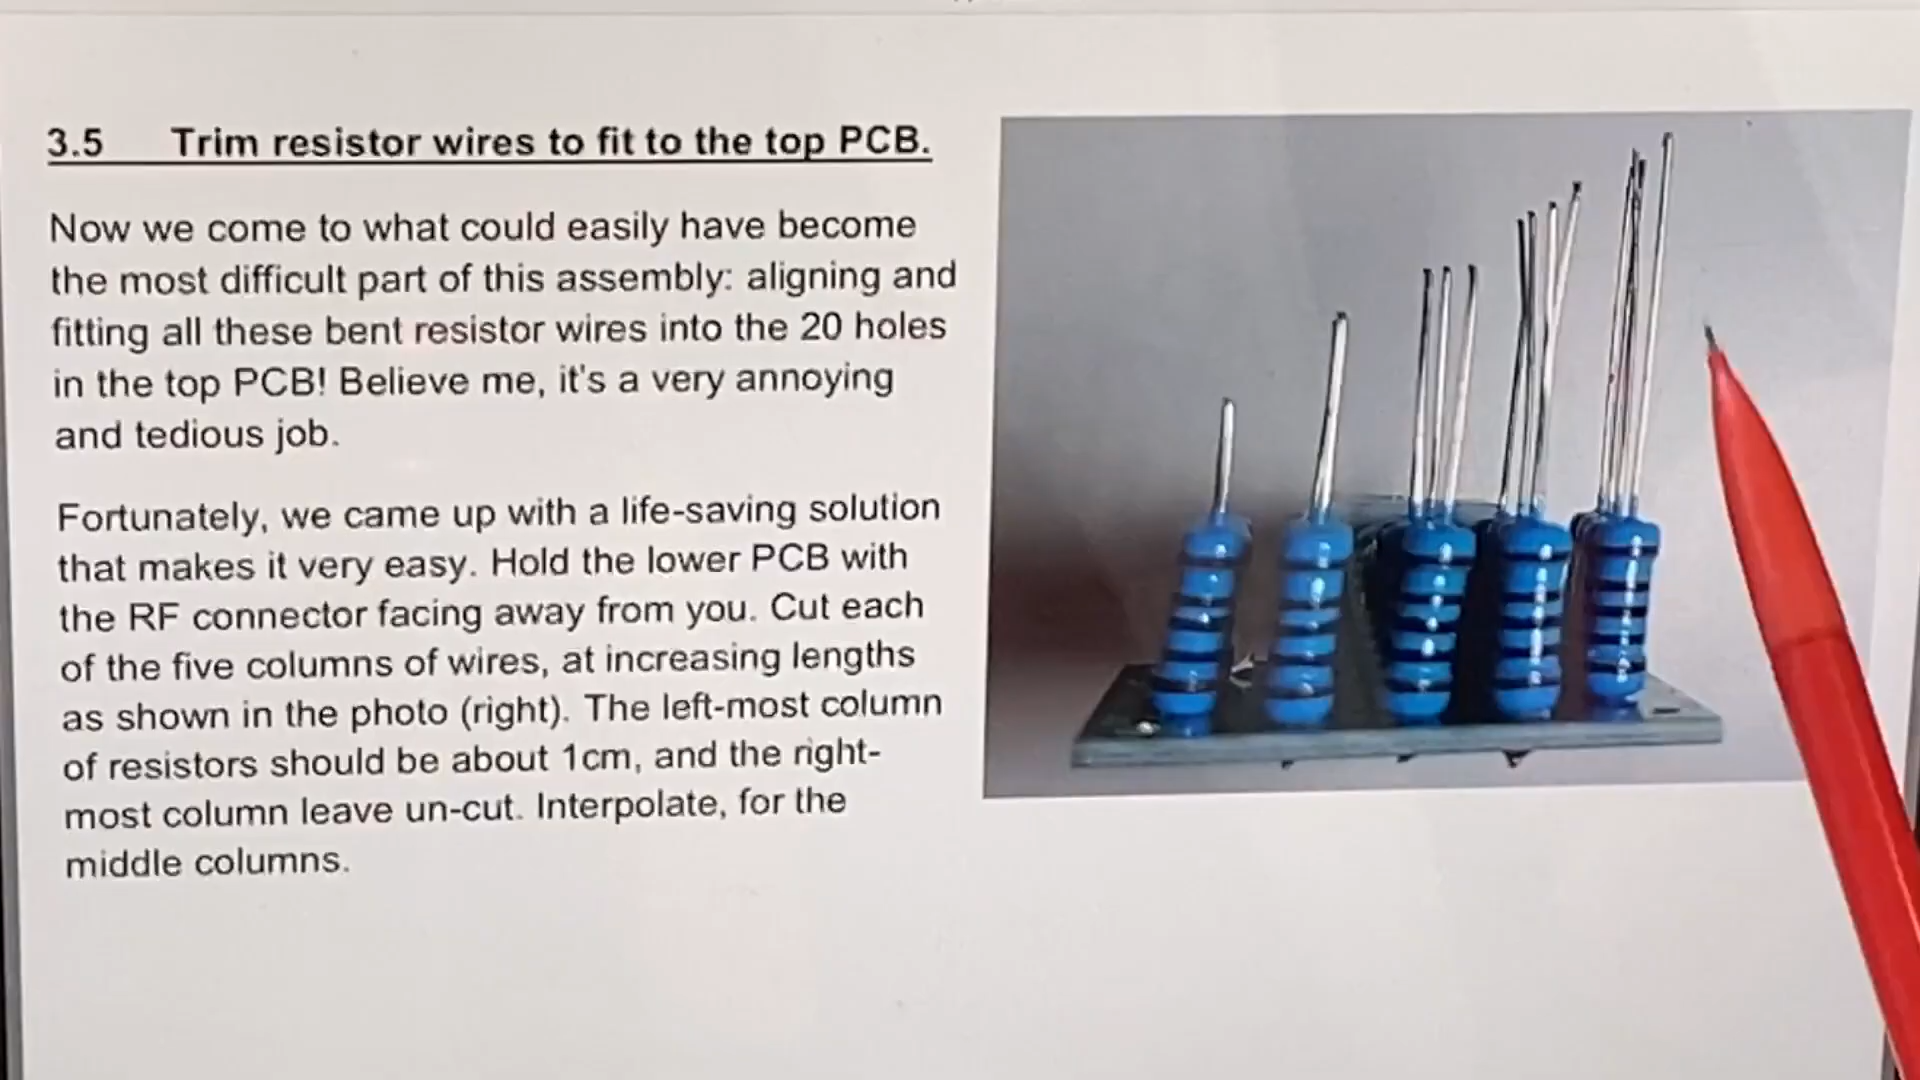 3.5 Trim resistor wires to fit to the top PCB.
Now we come to what could easily have become
the most difficult part of this assembly: aligning and
fitting all these bent resistor wires into the 20 holes
in the top PCB! Believe me, it's a very annoying
and tedious job.
Fortunately, we came up with a life-saving solution
that makes it very easy. Hold the lower PCB with
the RF connector facing away from you. Cut each
of the five columns of wires, at increasing lengths
as shown in the photo (right). The left-most column
of resistors should be about 1cm, and the right-
most column leave un-cut. Interpolate, for the
middle columns.